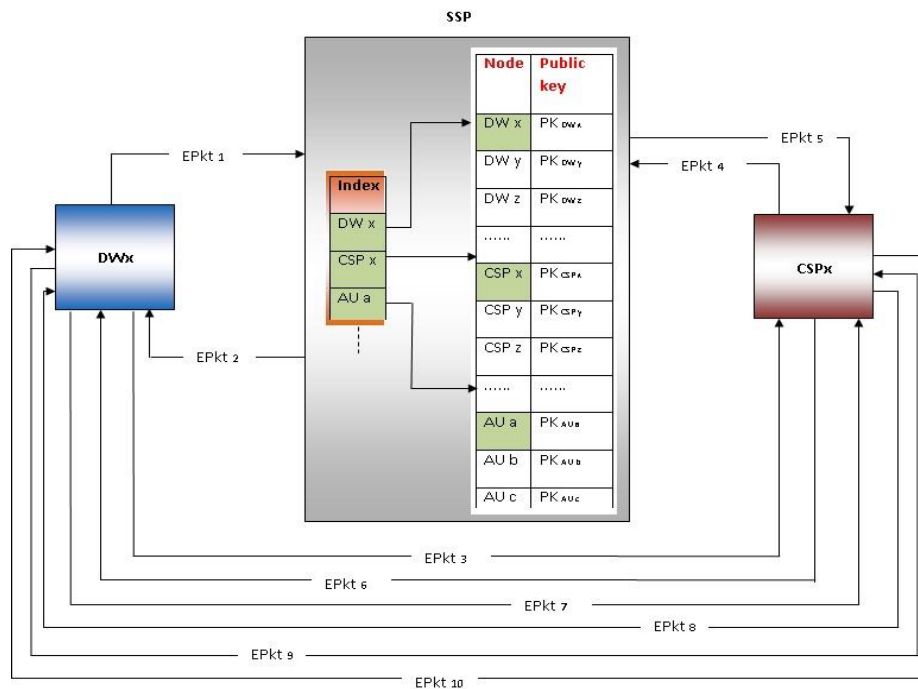 SSP
Node Public key
DW x PK DWx
DW y PK DWy
DW z PK DWz
...... ......
CSP x PK CSPx
CSP y PK CSPy
CSP z PK CSPz
...... ......
AU a PK AUa
AU b PK AUb
AU c PK AUc
Index
DW x
CSP x
AU a
EPkt 1
EPkt 5
EPkt 4
DWx
CSPx
EPkt 2
EPkt 3
EPkt 6
EPkt 7
EPkt 8
EPkt 9
EPkt 10